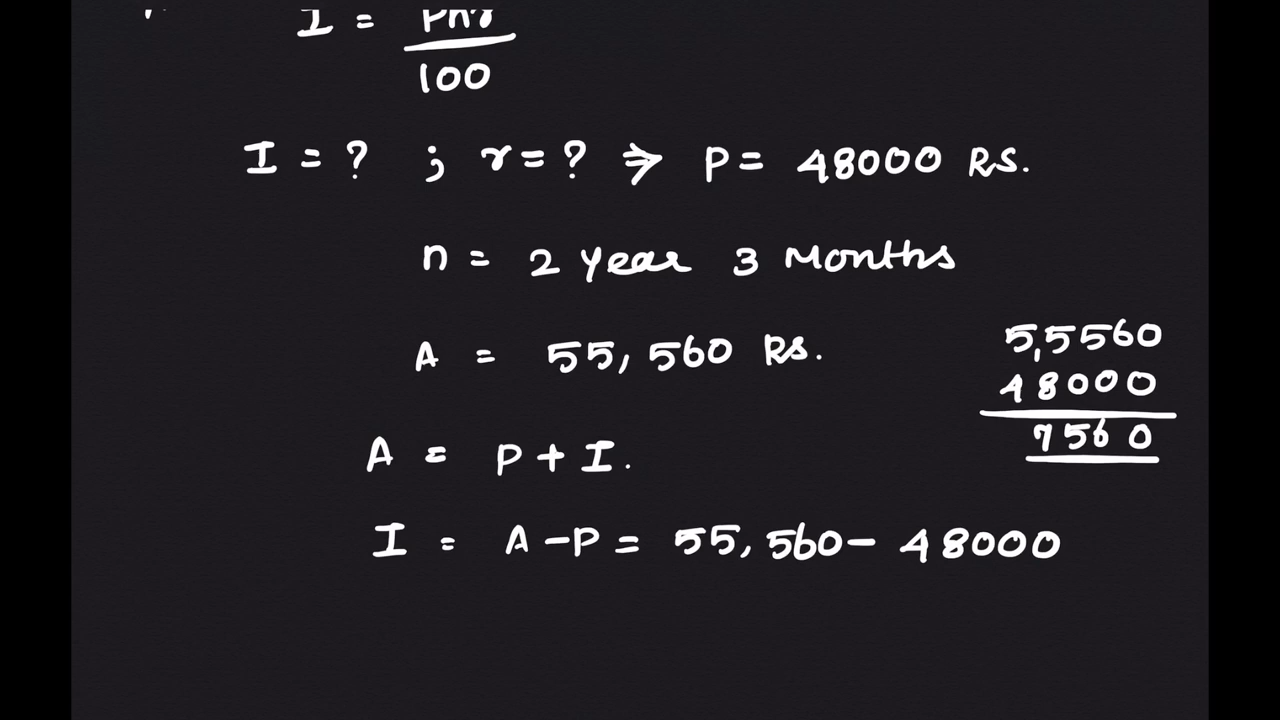 I = pnr
100
I = ? ; r = ? ⇒ P = 48000 RS.
n = 2 Year 3 Months
A = 55, 560 RS.
5,5560
48000
7560
A = P + I.
I = A - P = 55, 560 - 48000